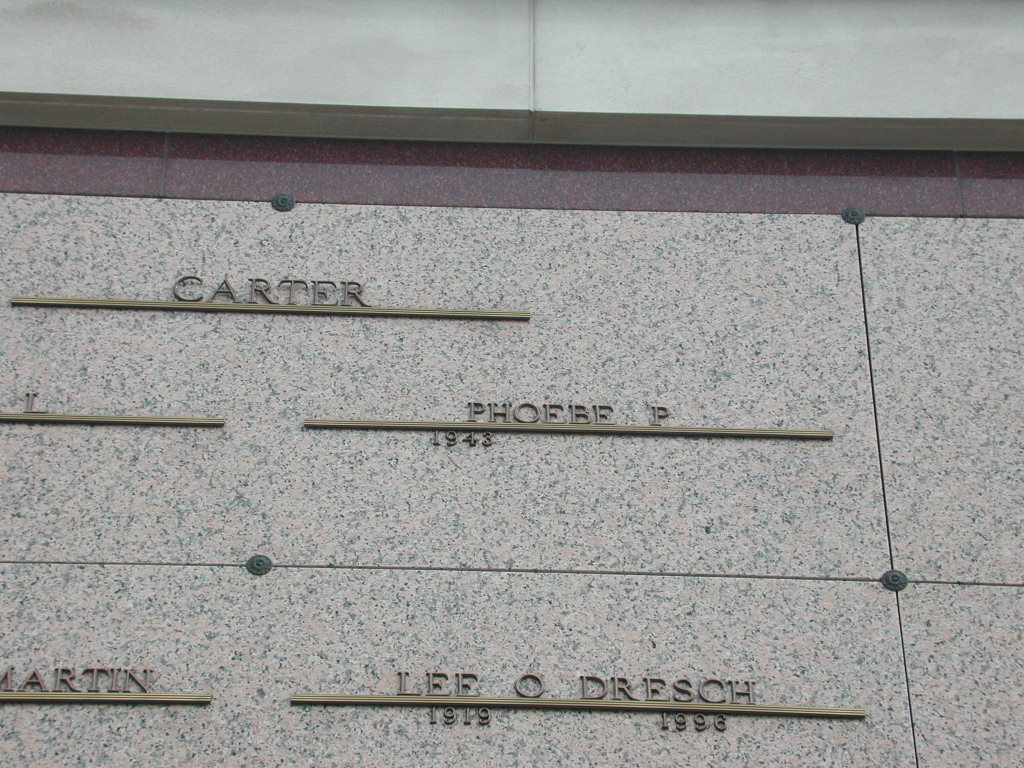 CARTER
L PHOEBE P
1943
MARTIN LEE O DRESCH
1919 1996